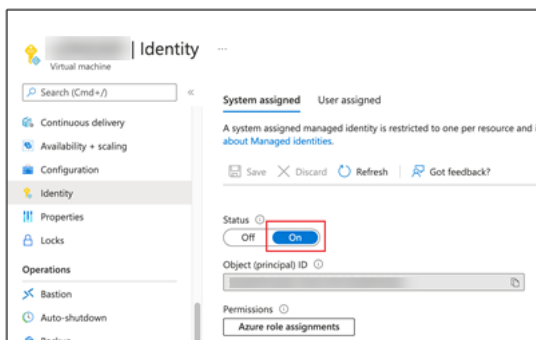 | Identity ...
Virtual machine
Search (Cmd+/)
«
Continuous delivery
Availability + scaling
Configuration
Identity
Properties
Locks
Operations
Bastion
Auto-shutdown
Backup
System assigned User assigned
A system assigned managed identity is restricted to one per resource and i
about Managed identities.
Save Discard Refresh Got feedback?
Status
Off On
Object (principal) ID
Permissions
Azure role assignments